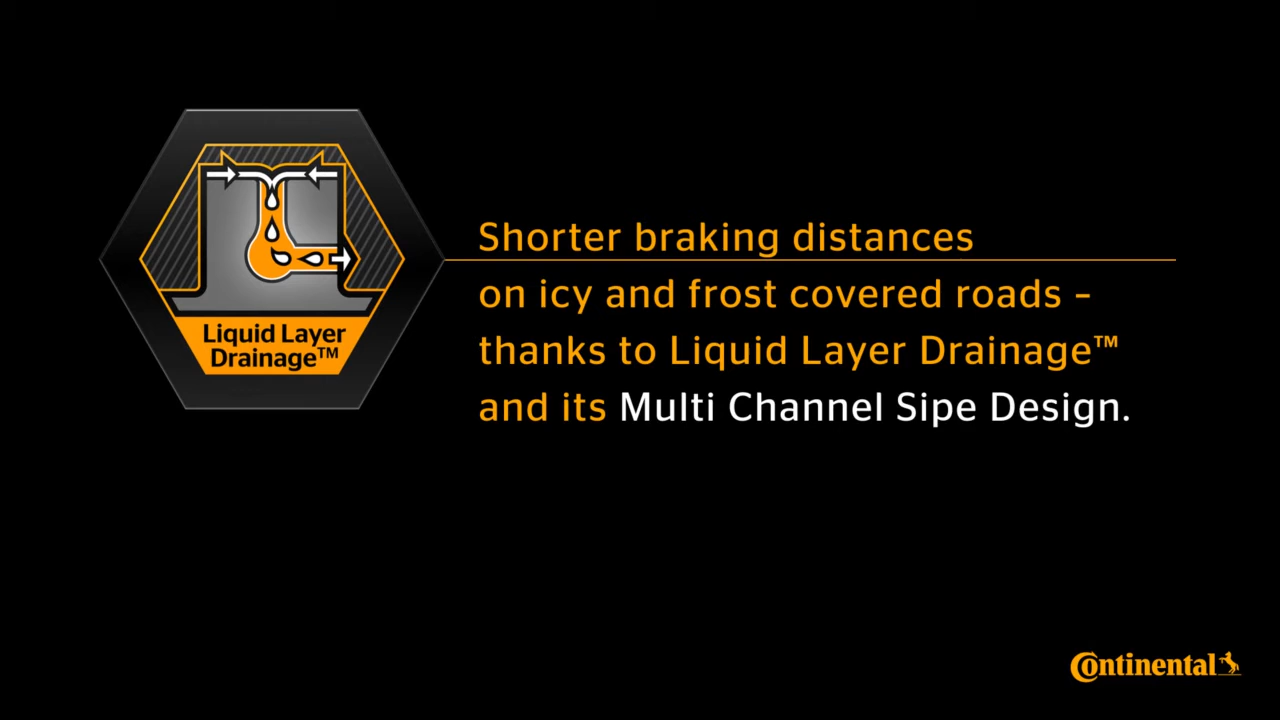 Liquid Layer
Drainage™
Shorter braking distances
on icy and frost covered roads –
thanks to Liquid Layer Drainage™
and its Multi Channel Sipe Design.
Continental